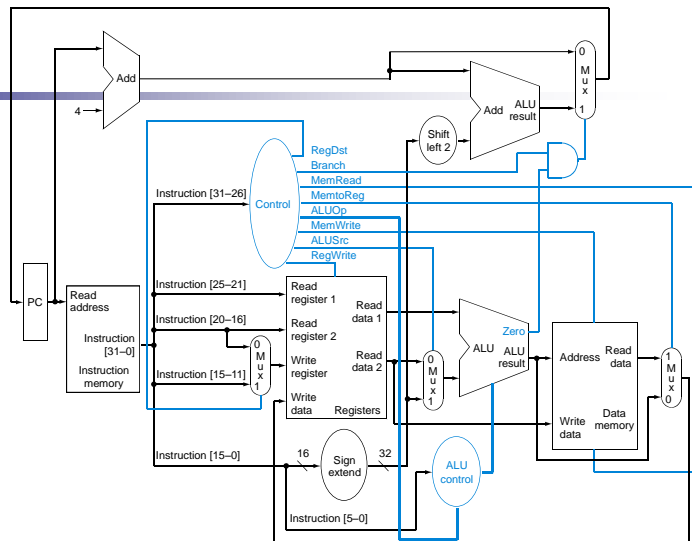 0
M
u
x
1
Add
4
Add
ALU
result
Shift
left 2
RegDst
Branch
MemRead
MemtoReg
ALUOp
MemWrite
ALUSrc
RegWrite
Control
Instruction [31–26]
Instruction [25–21]
Instruction [20–16]
Instruction [15–11]
Instruction [15–0]
Instruction [5–0]
PC
Read
address
Instruction
[31–0]
Instruction
memory
0
M
u
x
1
Read
register 1
Read
register 2
Write
register
Write
data
Read
data 1
Read
data 2
Registers
0
M
u
x
1
Zero
ALU
ALU
result
Address
Read
data
Write
data
Data
memory
1
M
u
x
0
16
Sign
extend
32
ALU
control